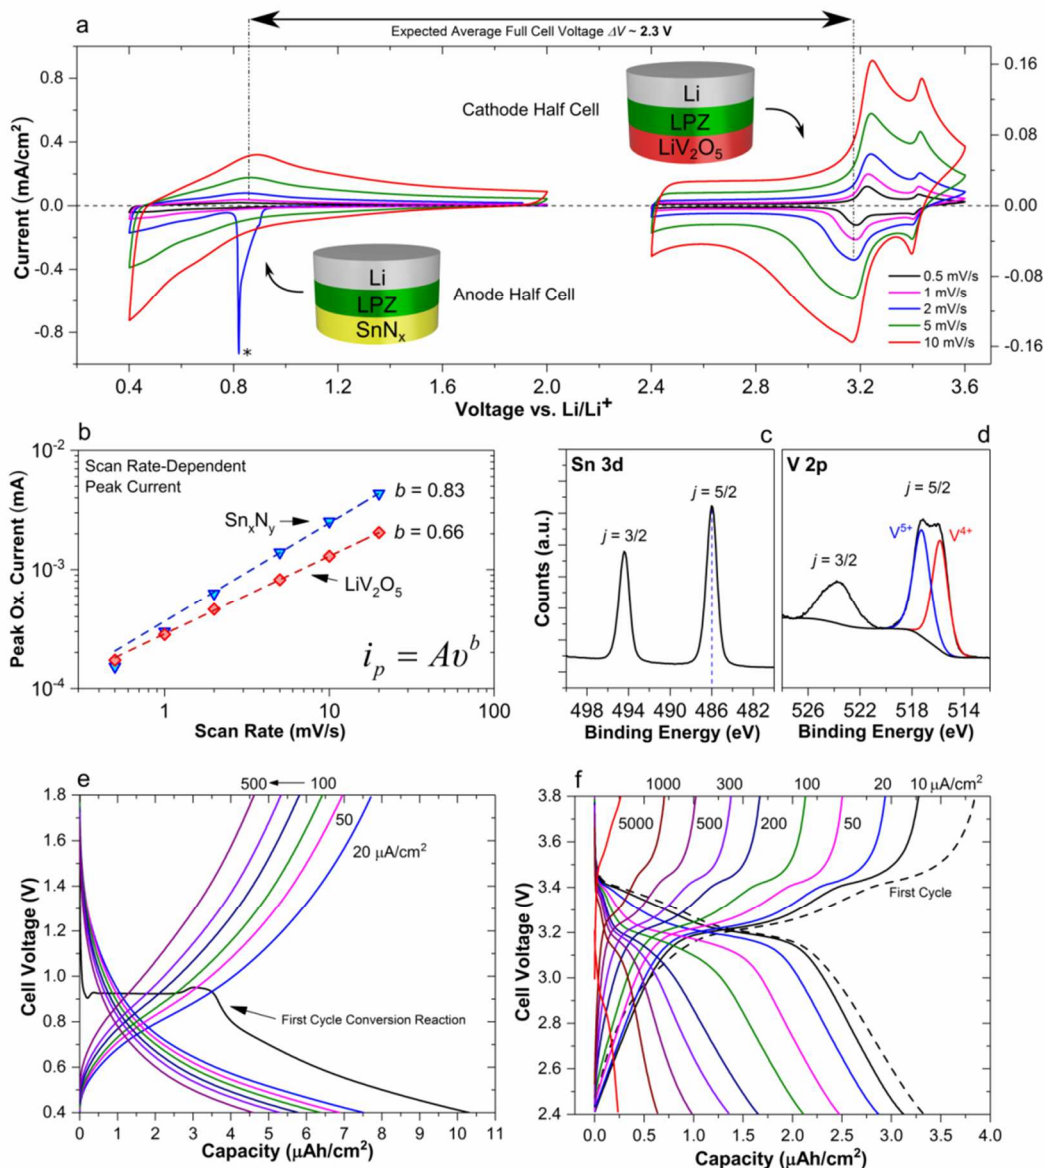 a
Expected Average Full Cell Voltage ΔV ~ 2.3 V
0.8
0.4
0.0
-0.4
-0.8
Current (mA/cm²)
0.16
0.08
0.00
-0.08
-0.16
Cathode Half Cell
Li
LPZ
LiV₂O₅
Li
LPZ
SnNₓ
Anode Half Cell
*
0.5 mV/s
1 mV/s
2 mV/s
5 mV/s
10 mV/s
0.4 0.8 1.2 1.6 2.0 2.4 2.8 3.2 3.6
Voltage vs. Li/Li⁺
b
Scan Rate-Dependent
Peak Current
SnₓNᵧ
b = 0.83
b = 0.66
LiV₂O₅
iₚ = Aυᵇ
10⁻²
10⁻³
10⁻⁴
Peak Ox. Current (mA)
1 10 100
Scan Rate (mV/s)
c
Sn 3d
j = 3/2
j = 5/2
Counts (a.u.)
498 494 490 486 482
Binding Energy (eV)
d
V 2p
j = 5/2
V⁵⁺
V⁴⁺
j = 3/2
526 522 518 514
Binding Energy (eV)
e
500 100
50
20 μA/cm²
First Cycle Conversion Reaction
1.8
1.6
1.4
1.2
1.0
0.8
0.6
0.4
Cell Voltage (V)
0 1 2 3 4 5 6 7 8 9 10 11
Capacity (μAh/cm²)
f
1000 300 100 20 10 μA/cm²
5000 500 200 50
First Cycle
3.8
3.6
3.4
3.2
3.0
2.8
2.6
2.4
Cell Voltage (V)
0.0 0.5 1.0 1.5 2.0 2.5 3.0 3.5 4.0
Capacity (μAh/cm²)